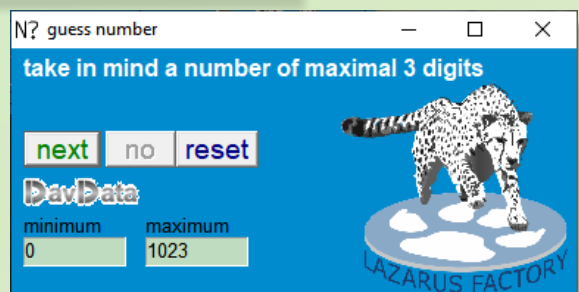 N? guess number
take in mind a number of maximal 3 digits
next no reset
DavData
minimum maximum
0 1023
LAZARUS FACTORY